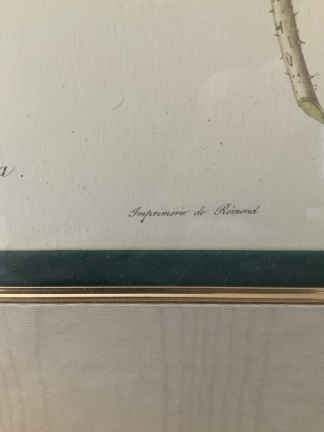 a.
Imprimerie de Rémond